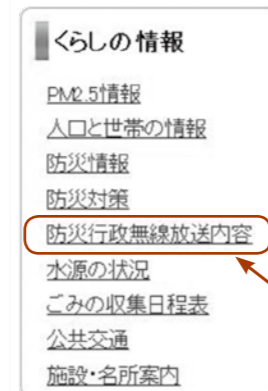 くらしの情報
PM2.5情報
人口と世帯の情報
防災情報
防災対策
防災行政無線放送内容
水源の状況
ごみの収集日程表
公共交通
施設・名所案内